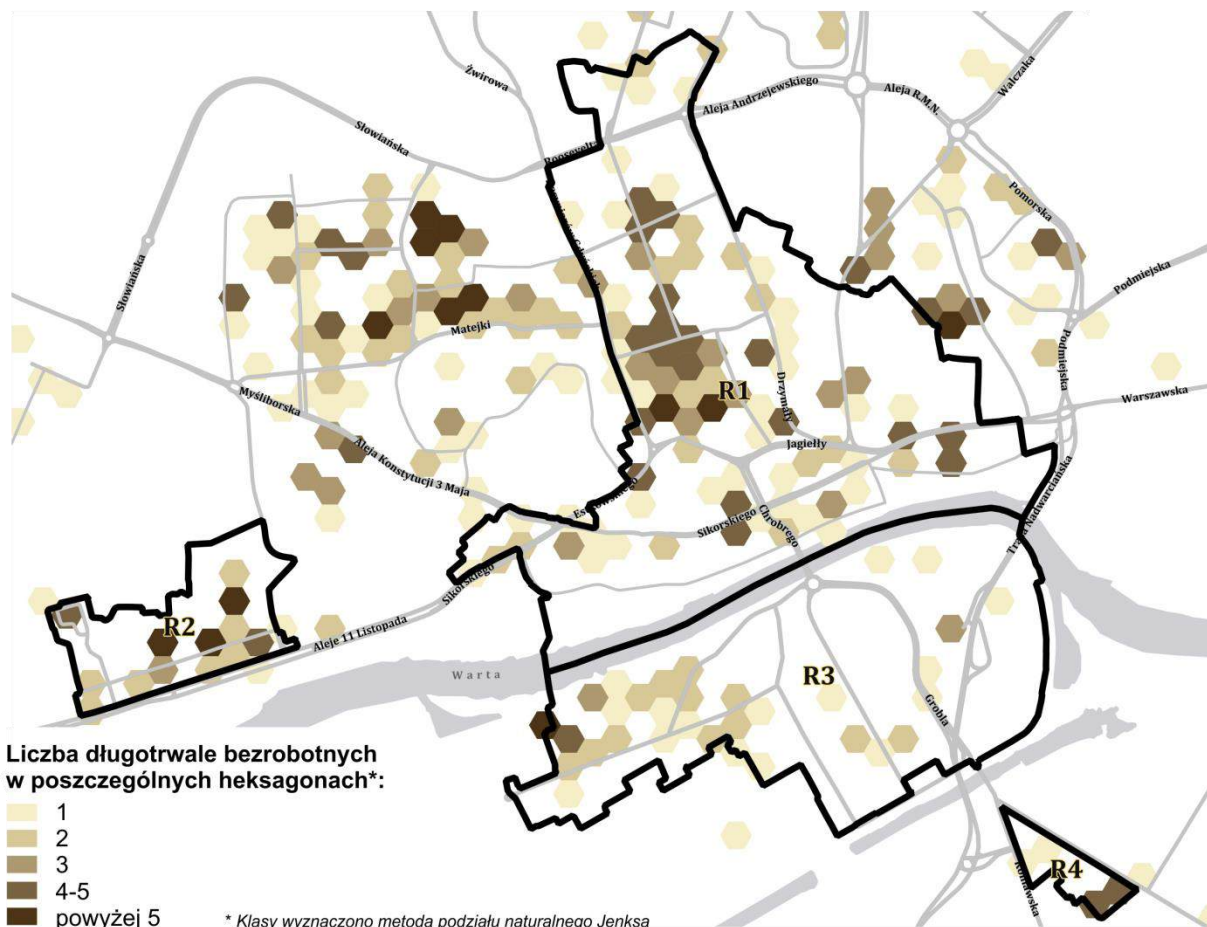 Żwirowa
Słowiańska
Roosevelta
Aleja Andrzejewskiego
Aleja R.M.N.
Walczaka
Pomorska
Podmiejska
Słowiańska
Matejki
Myśliborska
Aleja Konstytucji 3 Maja
R1
Drzymały
Jagiełły
Podmiejska
Warszawska
Sikorskiego
Chrobrego
Trasa Nadwarciańska
Sikorskiego
Aleje 11 Listopada
R2
Warta
R3
Grobla
R4
Liczba długotrwale bezrobotnych
w poszczególnych heksagonach*:
1
2
3
4-5
powyżej 5
* Klasy wyznaczono metodą podziału naturalnego Jenksa